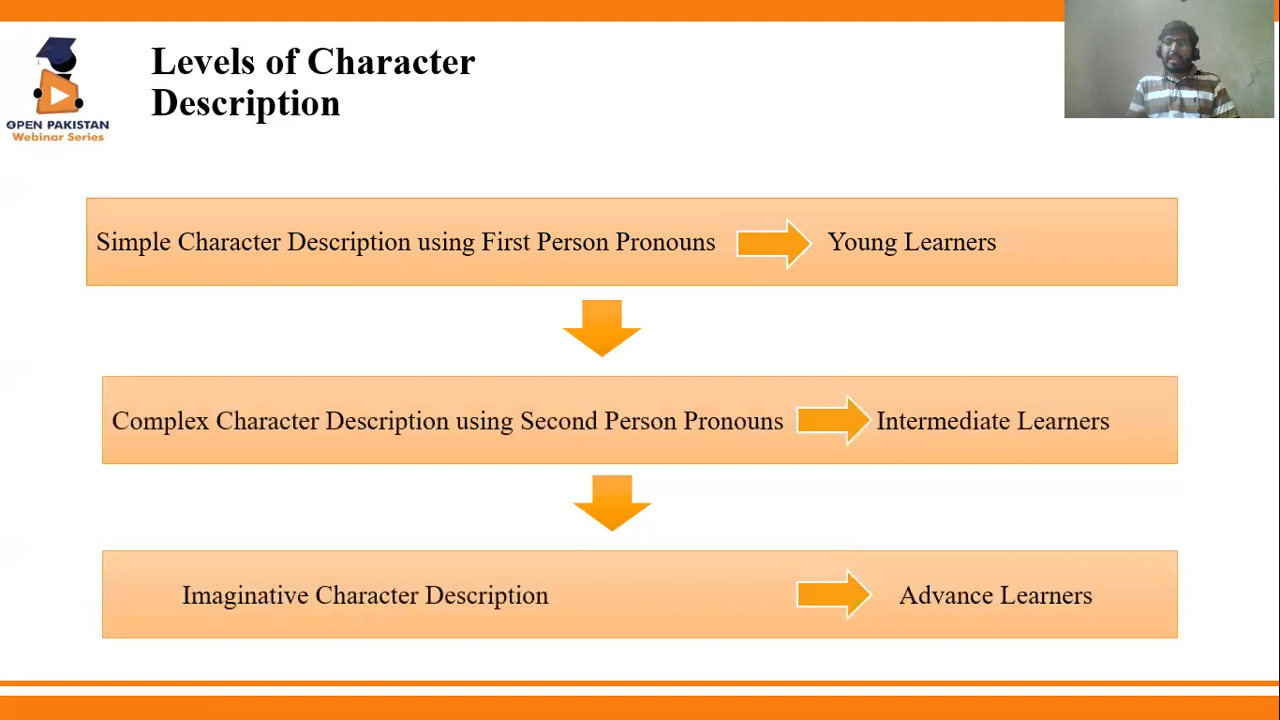 Levels of Character
Description
OPEN PAKISTAN
Webinar Series
Simple Character Description using First Person Pronouns
Young Learners
Complex Character Description using Second Person Pronouns
Intermediate Learners
Imaginative Character Description
Advance Learners